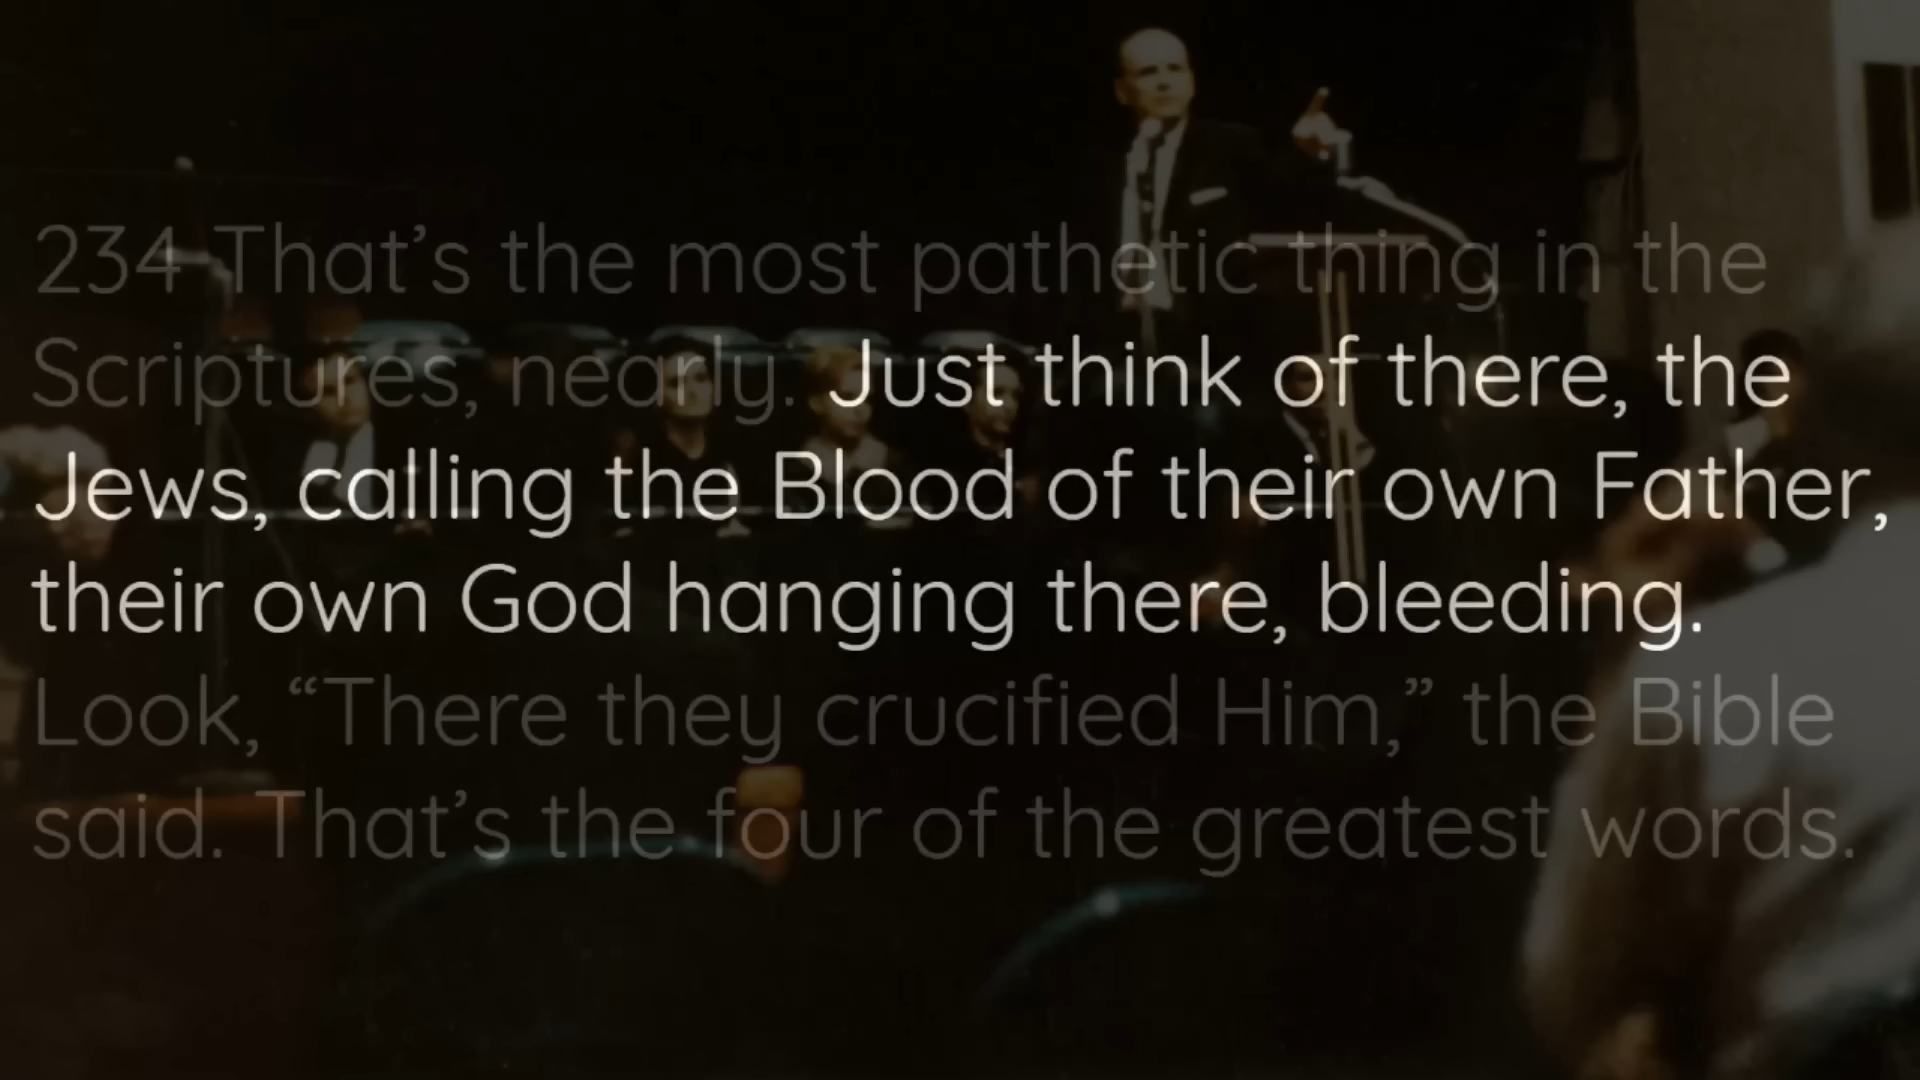 234 That’s the most pathetic thing in the
Scriptures, nearly. Just think of there, the
Jews, calling the Blood of their own Father,
their own God hanging there, bleeding.
Look, “There they crucified Him,” the Bible
said. That’s the four of the greatest words.